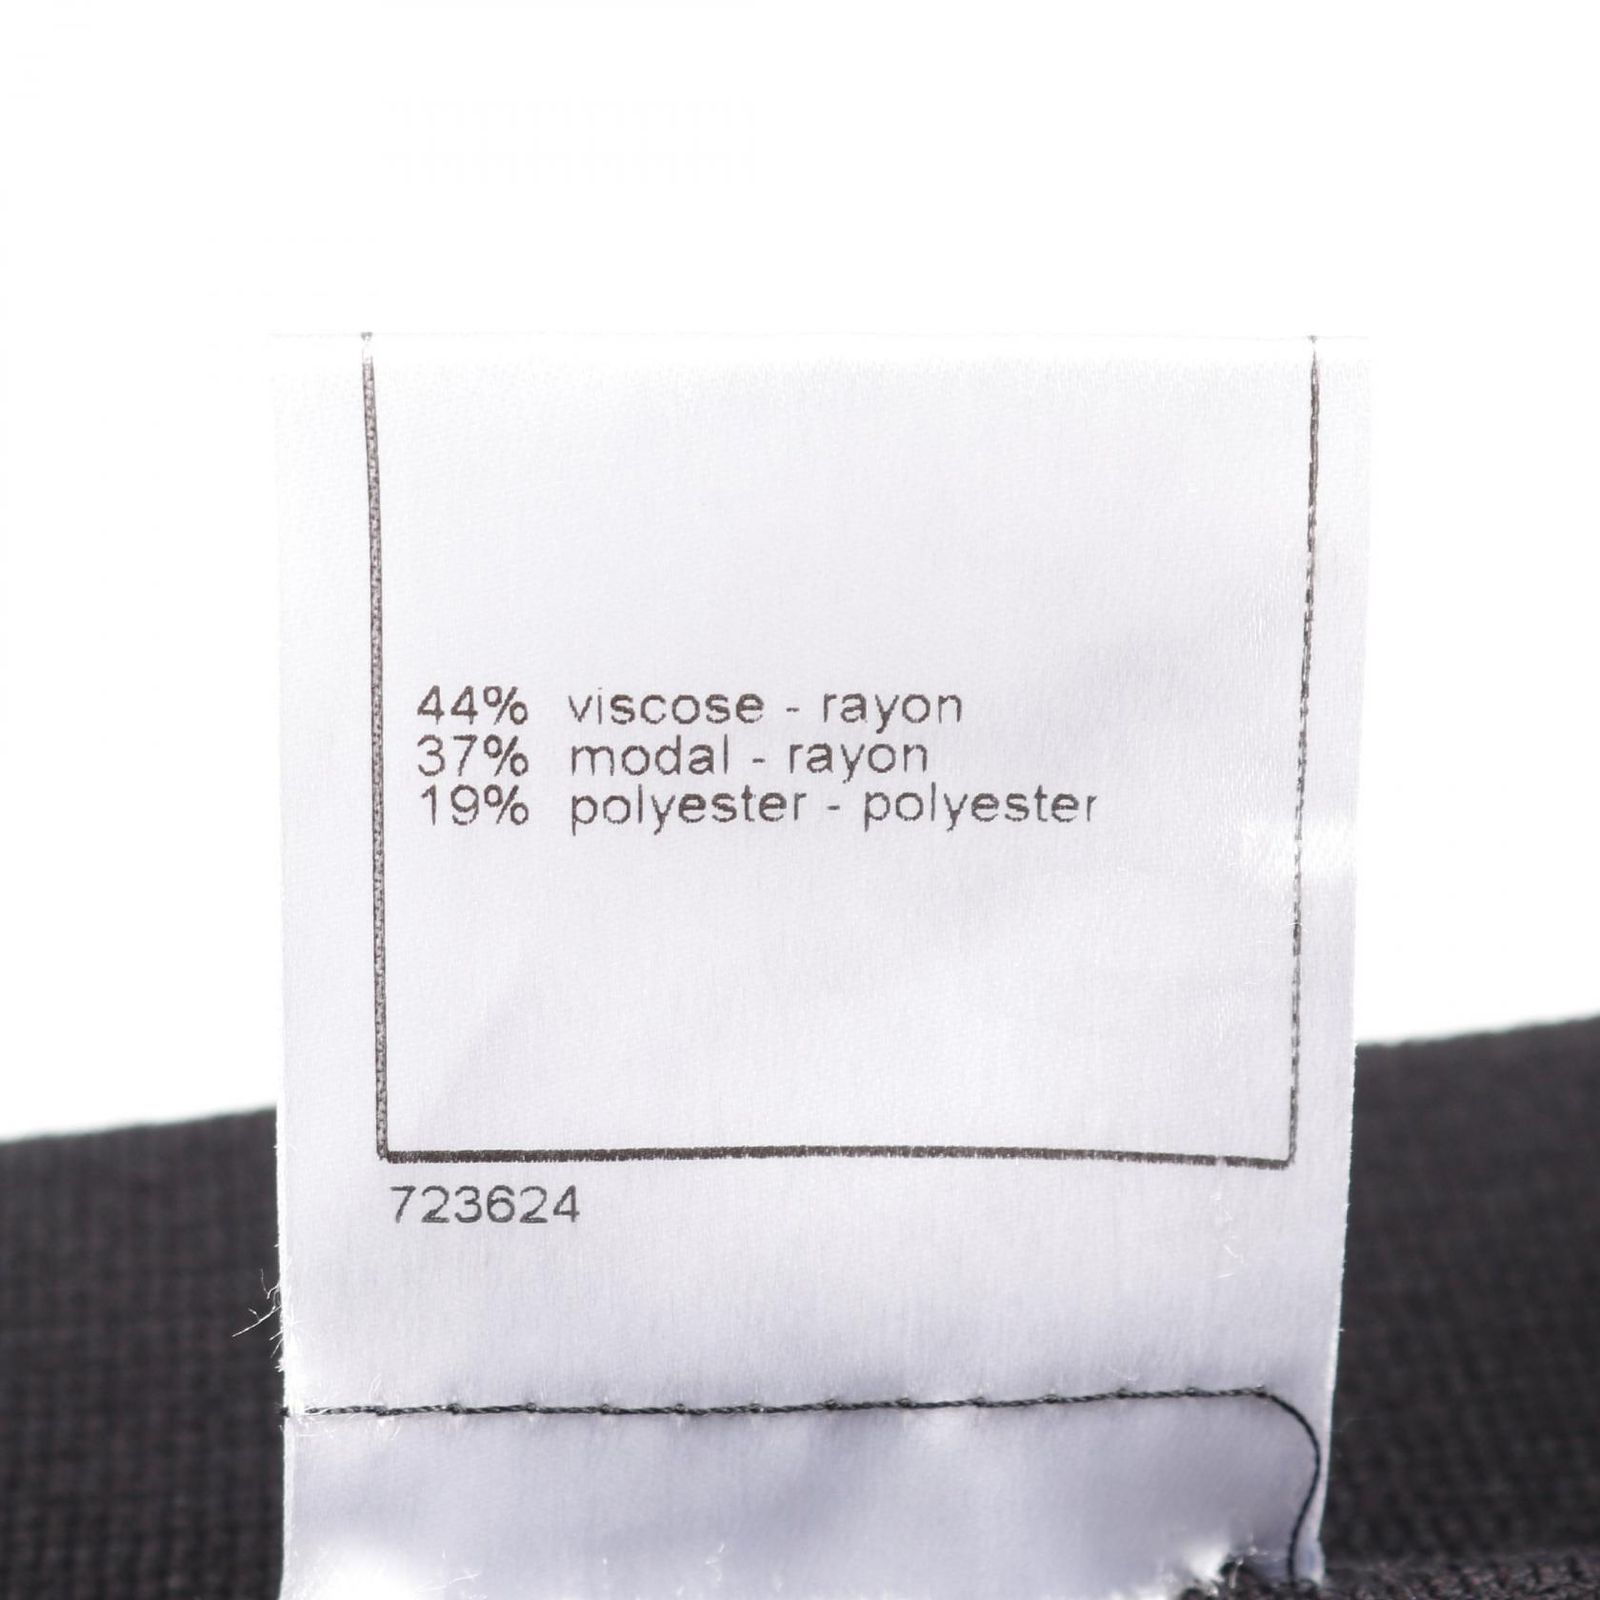 44% viscose - rayon
37% modal - rayon
19% polyester - polyester
723624